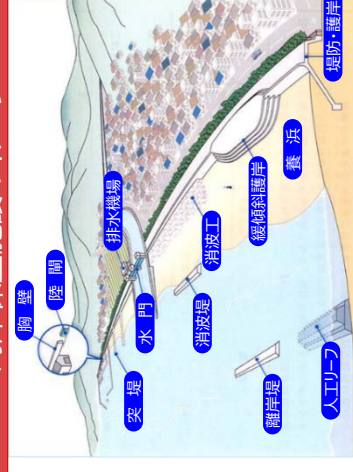 胸 壁
陸 閘
排水機場
水 門
突 堤
消波工
消波堤
緩傾斜護岸
養 浜
堤防・護岸
離岸堤
人工リーフ